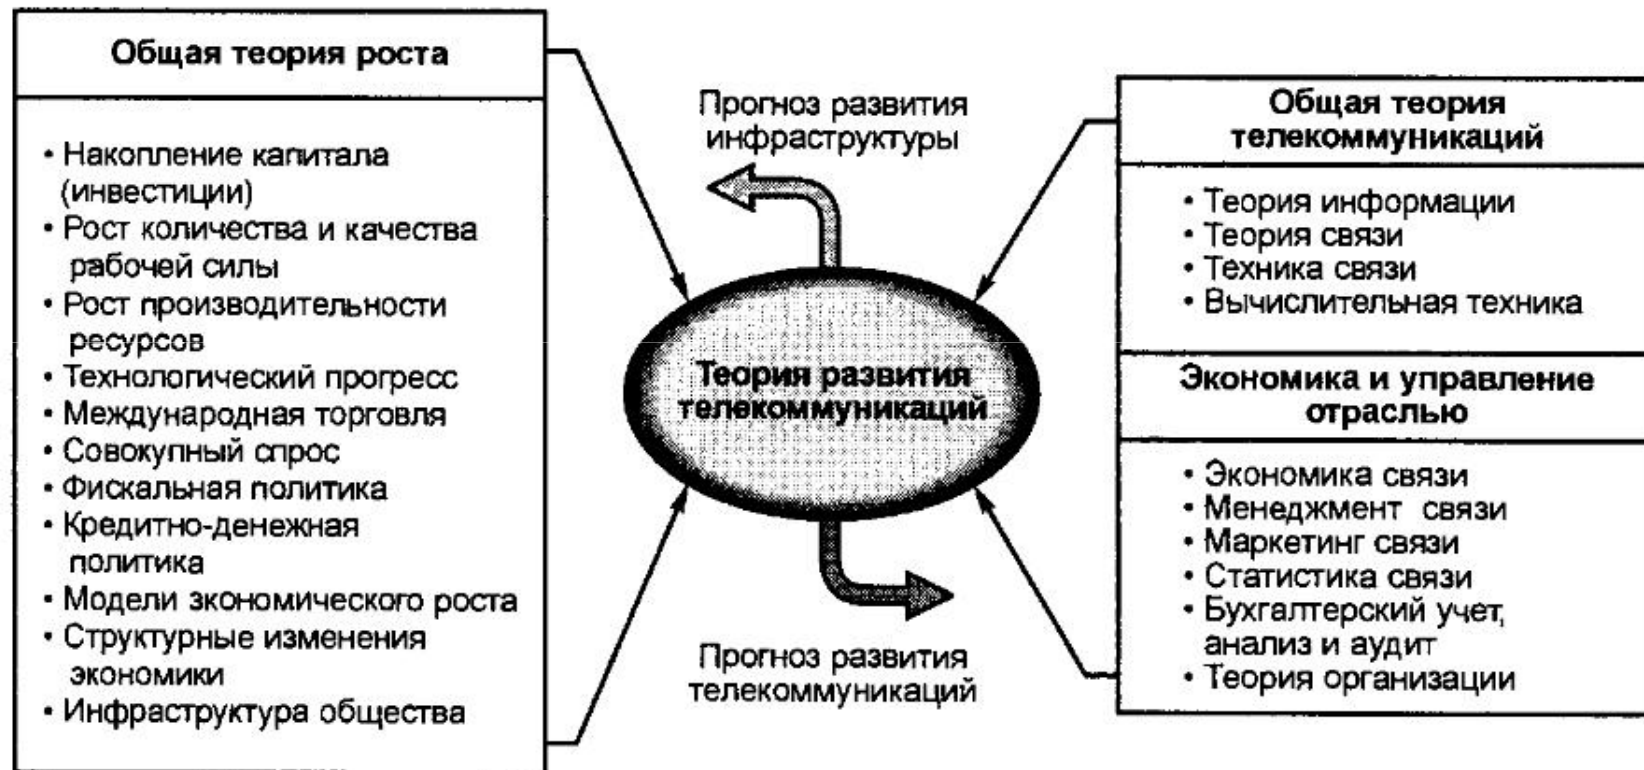 Общая теория роста
• Накопление капитала
(инвестиции)
• Рост количества и качества
рабочей силы
• Рост производительности
ресурсов
• Технологический прогресс
• Международная торговля
• Совокупный спрос
• Фискальная политика
• Кредитно-денежная
политика
• Модели экономического роста
• Структурные изменения
экономики
• Инфраструктура общества
Прогноз развития
инфраструктуры
Теория развития
телекоммуникаций
Прогноз развития
телекоммуникаций
Общая теория
телекоммуникаций
• Теория информации
• Теория связи
• Техника связи
• Вычислительная техника
Экономика и управление
отраслью
• Экономика связи
• Менеджмент связи
• Маркетинг связи
• Статистика связи
• Бухгалтерский учет,
анализ и аудит
• Теория организации